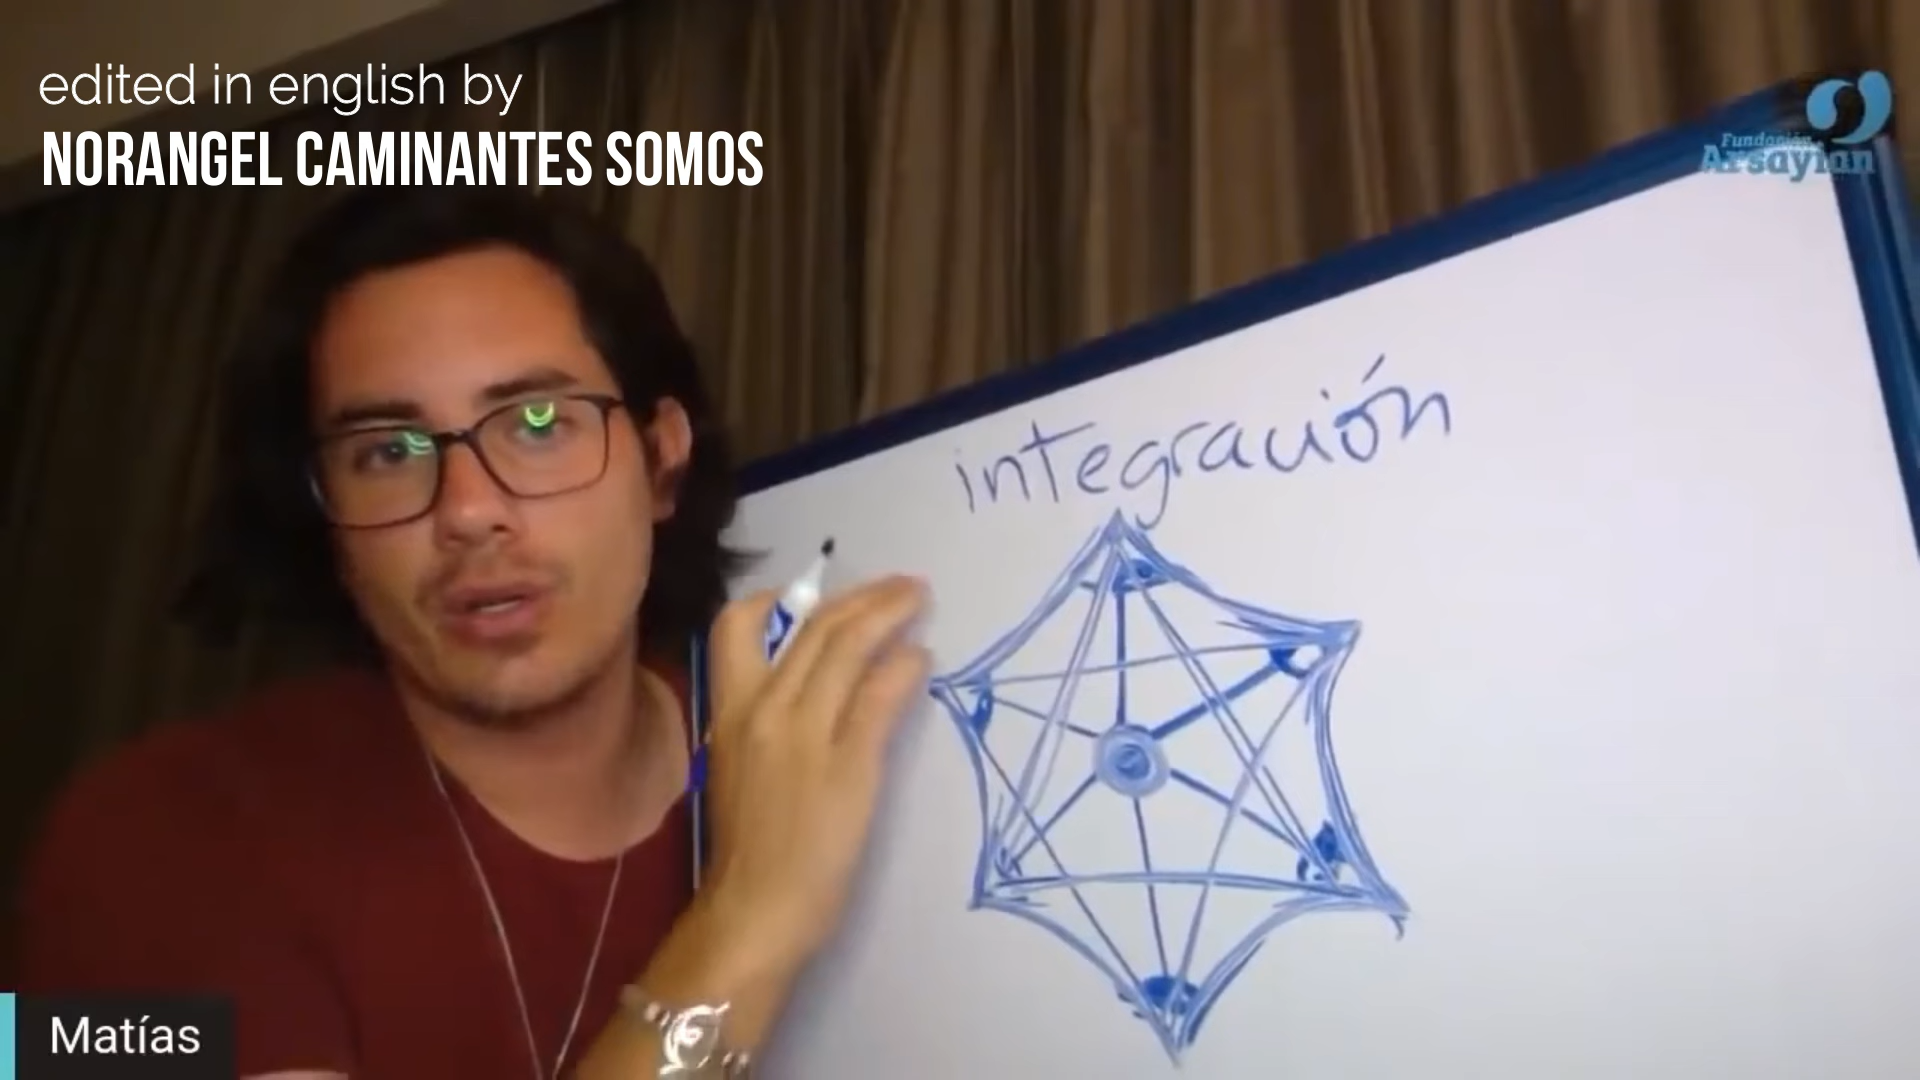 edited in english by
NORANGEL CAMINANTES SOMOS
Fundación
Arsayian
integración
Matías